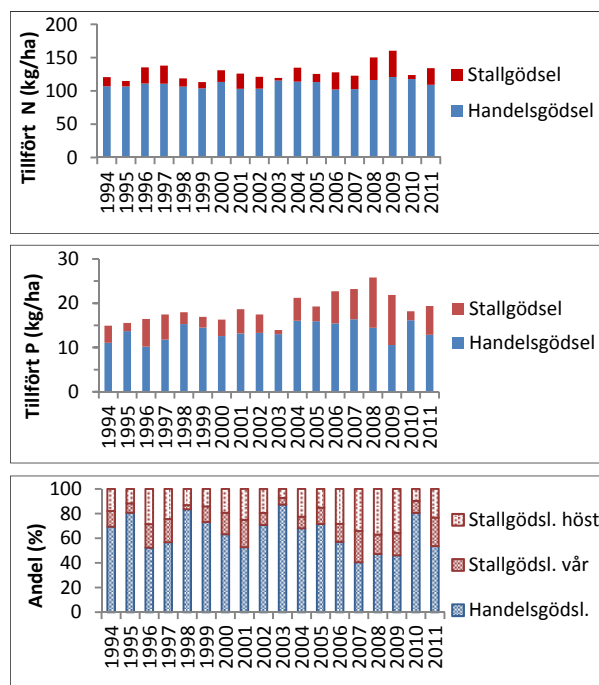 Tillfört N (kg/ha)
200
150
100
50
0
Stallgödsel
Handelsgödsel
1994 1995 1996 1997 1998 1999 2000 2001 2002 2003 2004 2005 2006 2007 2008 2009 2010 2011
Tillfört P (kg/ha)
30
20
10
0
Stallgödsel
Handelsgödsel
1994 1995 1996 1997 1998 1999 2000 2001 2002 2003 2004 2005 2006 2007 2008 2009 2010 2011
Andel (%)
100
80
60
40
20
0
Stallgödsl. höst
Stallgödsl. vår
Handelsgödsl.
1994 1995 1996 1997 1998 1999 2000 2001 2002 2003 2004 2005 2006 2007 2008 2009 2010 2011